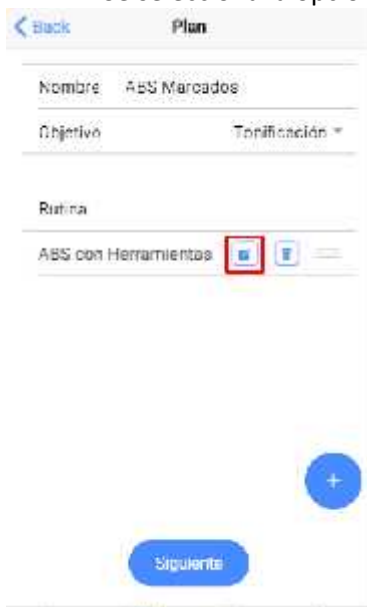 Back Plan
Nombre ABS Marcados
Objetivo Tonificación
Rutina
ABS con Herramientas
+
Siguiente